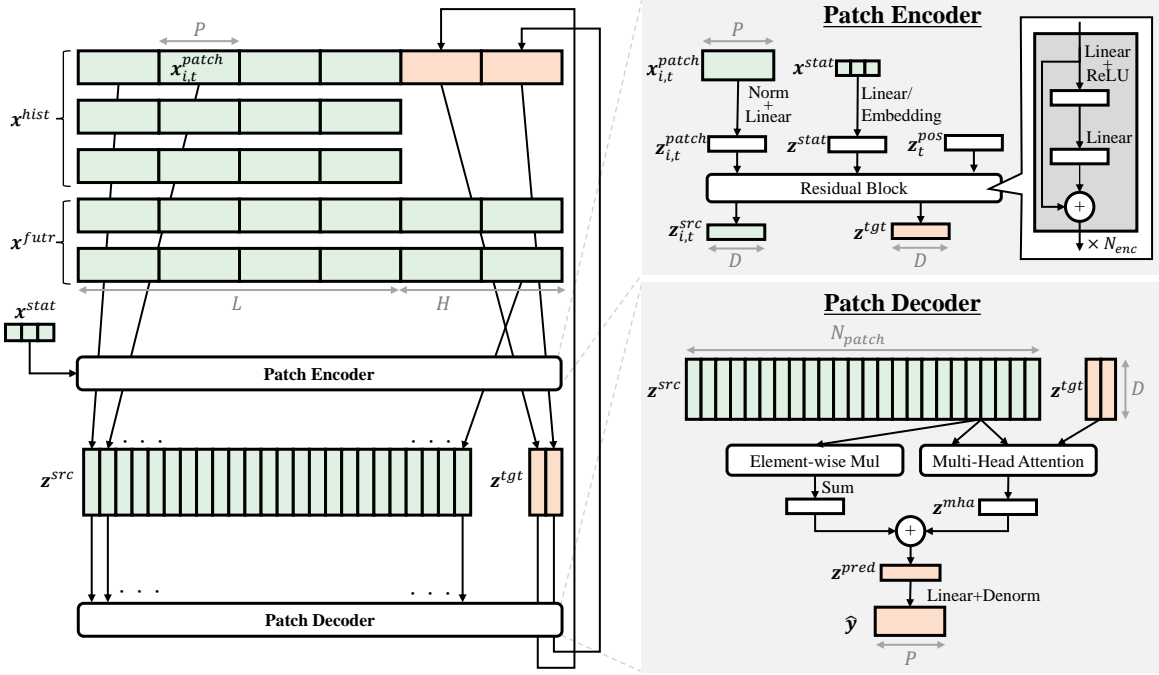 P
x_{i,t}^{patch}
x^{hist}
x^{futr}
L
H
x^{stat}
Patch Encoder
. . .
. . .
z^{src}
z^{tgt}
. . .
. . .
Patch Decoder
Patch Encoder
P
x_{i,t}^{patch}
x^{stat}
Norm
+
Linear
Linear/
Embedding
z_{i,t}^{patch}
z^{stat}
z_t^{pos}
Residual Block
z_{i,t}^{src}
z^{tgt}
D
D
Linear
+
ReLU
Linear
+
× N_{enc}
Patch Decoder
N_{patch}
z^{src}
z^{tgt}
D
Element-wise Mul
Multi-Head Attention
Sum
z^{mha}
+
z^{pred}
Linear+Denorm
ŷ
P